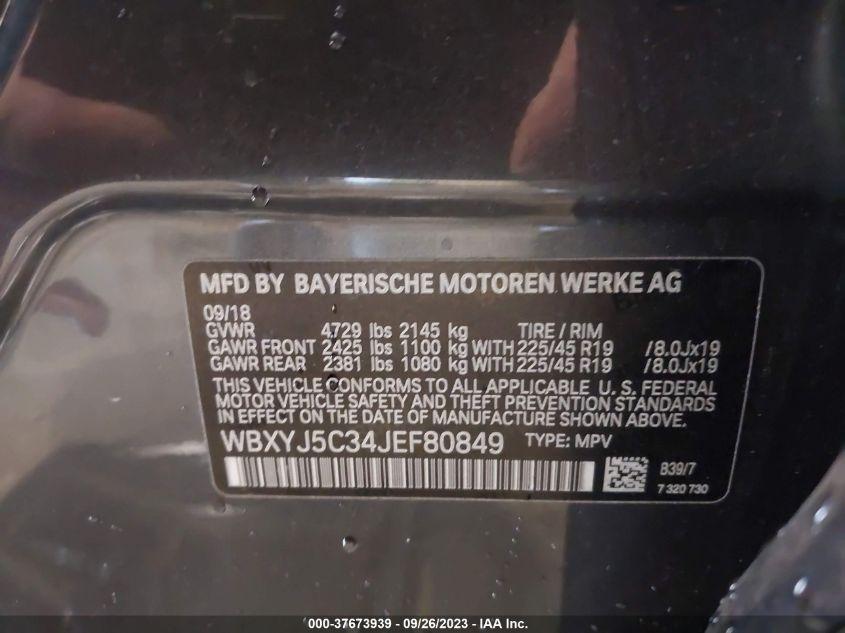 MFD BY BAYERISCHE MOTOREN WERKE AG
09/18
GVWR 4729 lbs 2145 kg TIRE / RIM
GAWR FRONT 2425 lbs 1100 kg WITH 225/45 R19 /8.0Jx19
GAWR REAR 2381 lbs 1080 kg WITH 225/45 R19 /8.0Jx19
THIS VEHICLE CONFORMS TO ALL APPLICABLE U. S. FEDERAL
MOTOR VEHICLE SAFETY AND THEFT PREVENTION STANDARDS
IN EFFECT ON THE DATE OF MANUFACTURE SHOWN ABOVE.
WBXYJ5C34JEF80849 TYPE: MPV
B39/7
7 320 730
000-37673939 - 09/26/2023 - IAA Inc.